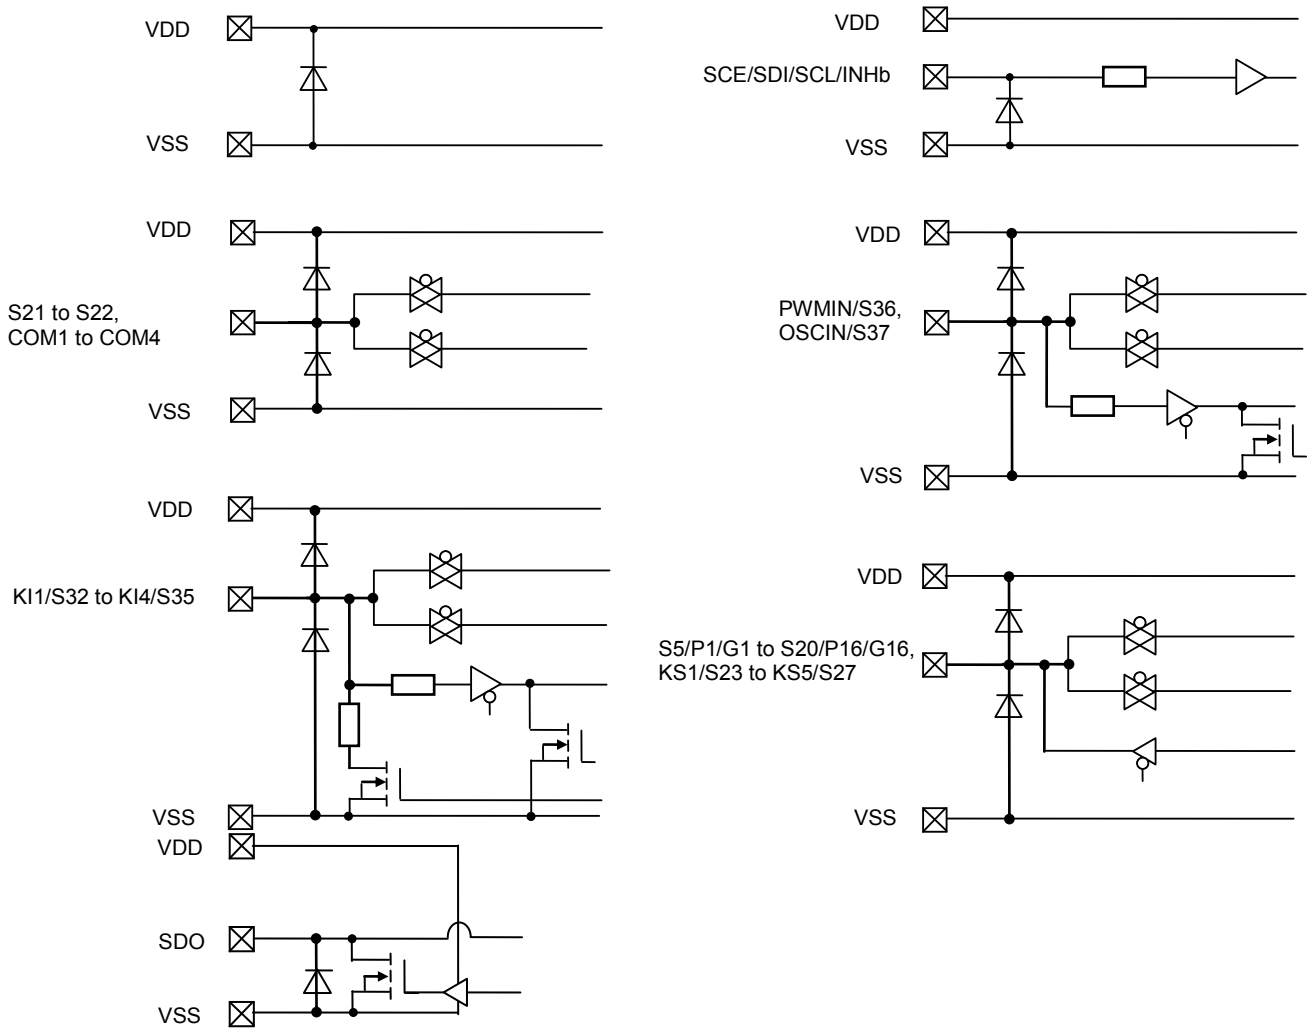 VDD
VSS
VDD
SCE/SDI/SCL/INHb
VSS
VDD
S21 to S22,
COM1 to COM4
VSS
VDD
PWMIN/S36,
OSCIN/S37
VSS
VDD
KI1/S32 to KI4/S35
VSS
VDD
S5/P1/G1 to S20/P16/G16,
KS1/S23 to KS5/S27
VSS
VDD
SDO
VSS